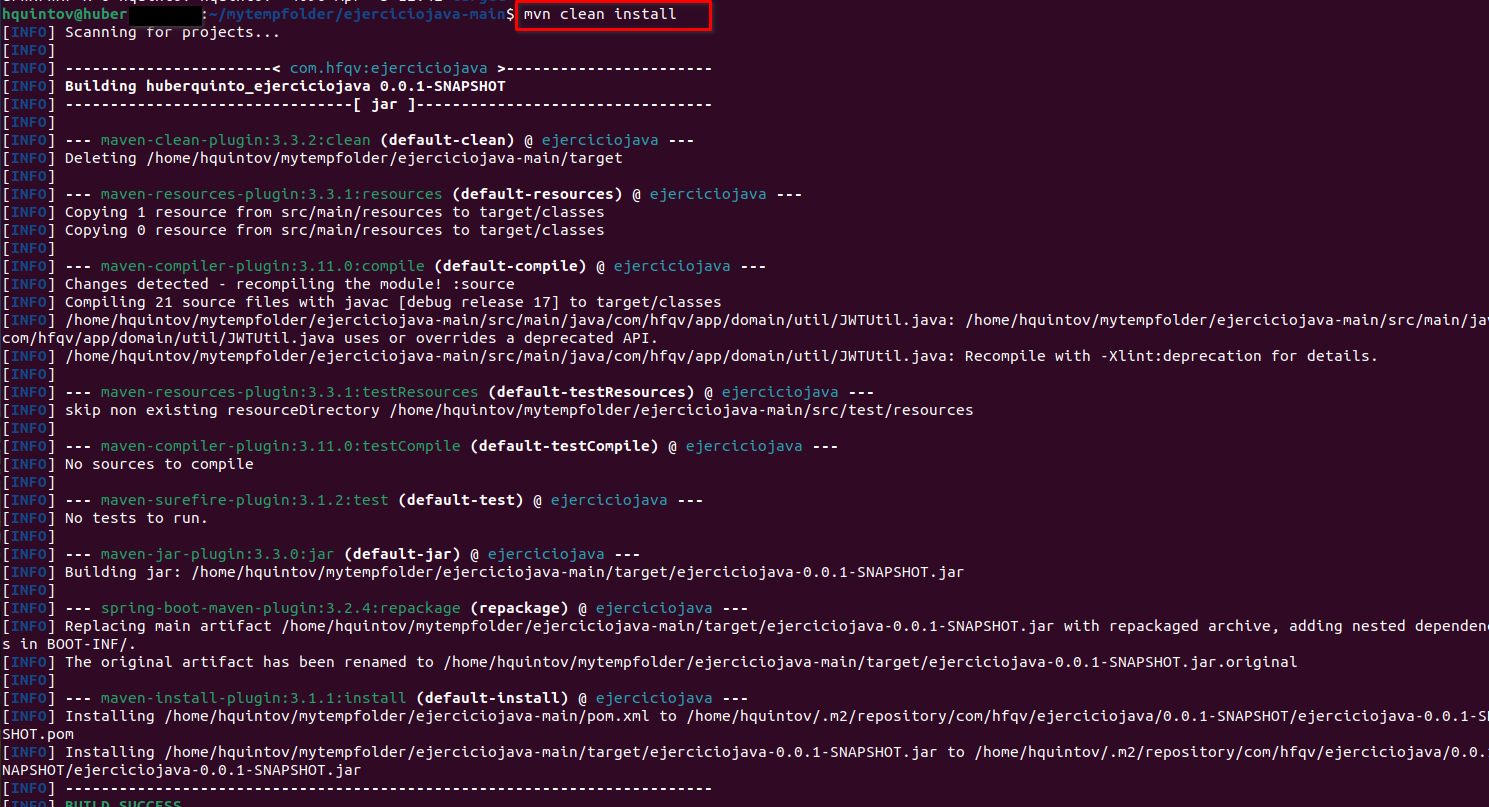 hquintov@huber :~/mytempfolder/ejerciciojava-main$ mvn clean install
[INFO] Scanning for projects...
[INFO]
[INFO] -----------------------< com.hfqv:ejerciciojava >-----------------------
[INFO] Building huberquinto_ejerciciojava 0.0.1-SNAPSHOT
[INFO] --------------------------------[ jar ]---------------------------------
[INFO]
[INFO] --- maven-clean-plugin:3.3.2:clean (default-clean) @ ejerciciojava ---
[INFO] Deleting /home/hquintov/mytempfolder/ejerciciojava-main/target
[INFO]
[INFO] --- maven-resources-plugin:3.3.1:resources (default-resources) @ ejerciciojava ---
[INFO] Copying 1 resource from src/main/resources to target/classes
[INFO] Copying 0 resource from src/main/resources to target/classes
[INFO]
[INFO] --- maven-compiler-plugin:3.11.0:compile (default-compile) @ ejerciciojava ---
[INFO] Changes detected - recompiling the module! :source
[INFO] Compiling 21 source files with javac [debug release 17] to target/classes
[INFO] /home/hquintov/mytempfolder/ejerciciojava-main/src/main/java/com/hfqv/app/domain/util/JWTUtil.java: /home/hquintov/mytempfolder/ejerciciojava-main/src/main/jav
com/hfqv/app/domain/util/JWTUtil.java uses or overrides a deprecated API.
[INFO] /home/hquintov/mytempfolder/ejerciciojava-main/src/main/java/com/hfqv/app/domain/util/JWTUtil.java: Recompile with -Xlint:deprecation for details.
[INFO]
[INFO] --- maven-resources-plugin:3.3.1:testResources (default-testResources) @ ejerciciojava ---
[INFO] skip non existing resourceDirectory /home/hquintov/mytempfolder/ejerciciojava-main/src/test/resources
[INFO]
[INFO] --- maven-compiler-plugin:3.11.0:testCompile (default-testCompile) @ ejerciciojava ---
[INFO] No sources to compile
[INFO]
[INFO] --- maven-surefire-plugin:3.1.2:test (default-test) @ ejerciciojava ---
[INFO] No tests to run.
[INFO]
[INFO] --- maven-jar-plugin:3.3.0:jar (default-jar) @ ejerciciojava ---
[INFO] Building jar: /home/hquintov/mytempfolder/ejerciciojava-main/target/ejerciciojava-0.0.1-SNAPSHOT.jar
[INFO]
[INFO] --- spring-boot-maven-plugin:3.2.4:repackage (repackage) @ ejerciciojava ---
[INFO] Replacing main artifact /home/hquintov/mytempfolder/ejerciciojava-main/target/ejerciciojava-0.0.1-SNAPSHOT.jar with repackaged archive, adding nested dependenc
s in BOOT-INF/.
[INFO] The original artifact has been renamed to /home/hquintov/mytempfolder/ejerciciojava-main/target/ejerciciojava-0.0.1-SNAPSHOT.jar.original
[INFO]
[INFO] --- maven-install-plugin:3.1.1:install (default-install) @ ejerciciojava ---
[INFO] Installing /home/hquintov/mytempfolder/ejerciciojava-main/pom.xml to /home/hquintov/.m2/repository/com/hfqv/ejerciciojava/0.0.1-SNAPSHOT/ejerciciojava-0.0.1-SN
SHOT.pom
[INFO] Installing /home/hquintov/mytempfolder/ejerciciojava-main/target/ejerciciojava-0.0.1-SNAPSHOT.jar to /home/hquintov/.m2/repository/com/hfqv/ejerciciojava/0.0.1
NAPSHOT/ejerciciojava-0.0.1-SNAPSHOT.jar
[INFO] ------------------------------------------------------------------------
[INFO] BUILD SUCCESS